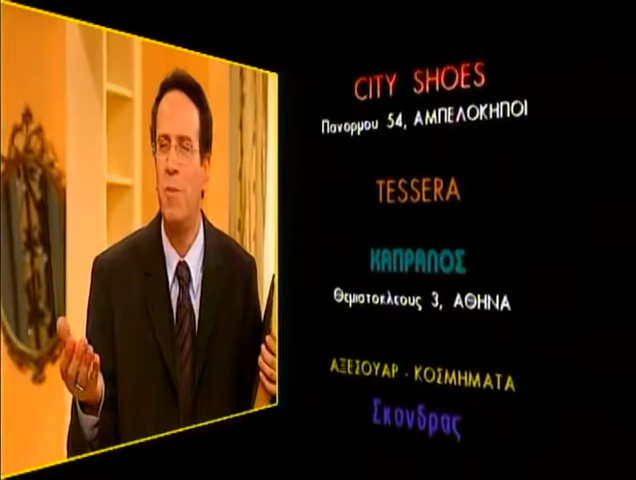 CITY SHOES
Πανορμου 54, ΑΜΠΕΛΟΚΗΠΟΙ
TESSERA
ΚΑΠΡΑΛΟΣ
Θεμιστοκλεους 3, ΑΘΗΝΑ
ΑΞΕΣΟΥΑΡ - ΚΟΣΜΗΜΑΤΑ
Σκονδρας